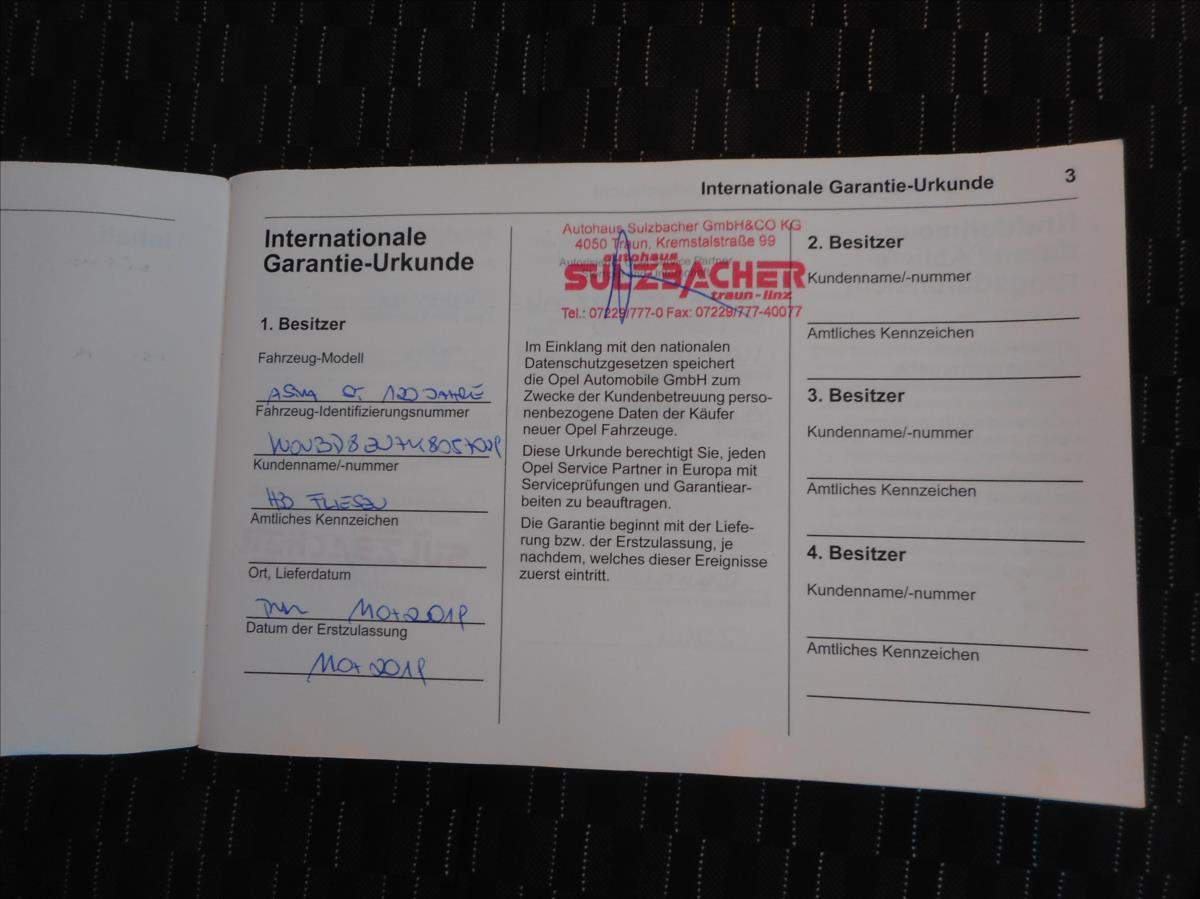 Internationale Garantie-Urkunde
3
Internationale
Garantie-Urkunde
1. Besitzer
Fahrzeug-Modell
120 JAHRE
Fahrzeug-Identifizierungsnummer
Kundenname/-nummer
HB FLIESEN
Amtliches Kennzeichen
Ort, Lieferdatum
Datum der Erstzulassung
Autohaus Sulzbacher GmbH&CO KG
4050 Traun, Kremstalstraße 99
autohaus
SULZBACHER
traun-linz
Tel.: 07229/777-0 Fax: 07229/777-40077
Im Einklang mit den nationalen
Datenschutzgesetzen speichert
die Opel Automobile GmbH zum
Zwecke der Kundenbetreuung perso-
nenbezogene Daten der Käufer
neuer Opel Fahrzeuge.
Diese Urkunde berechtigt Sie, jeden
Opel Service Partner in Europa mit
Serviceprüfungen und Garantiear-
beiten zu beauftragen.
Die Garantie beginnt mit der Liefe-
rung bzw. der Erstzulassung, je
nachdem, welches dieser Ereignisse
zuerst eintritt.
2. Besitzer
Kundenname/-nummer
Amtliches Kennzeichen
3. Besitzer
Kundenname/-nummer
Amtliches Kennzeichen
4. Besitzer
Kundenname/-nummer
Amtliches Kennzeichen